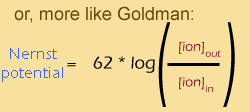 or, more like Goldman:
Nernst potential = 62 * log ( [ion]out / [ion]in )